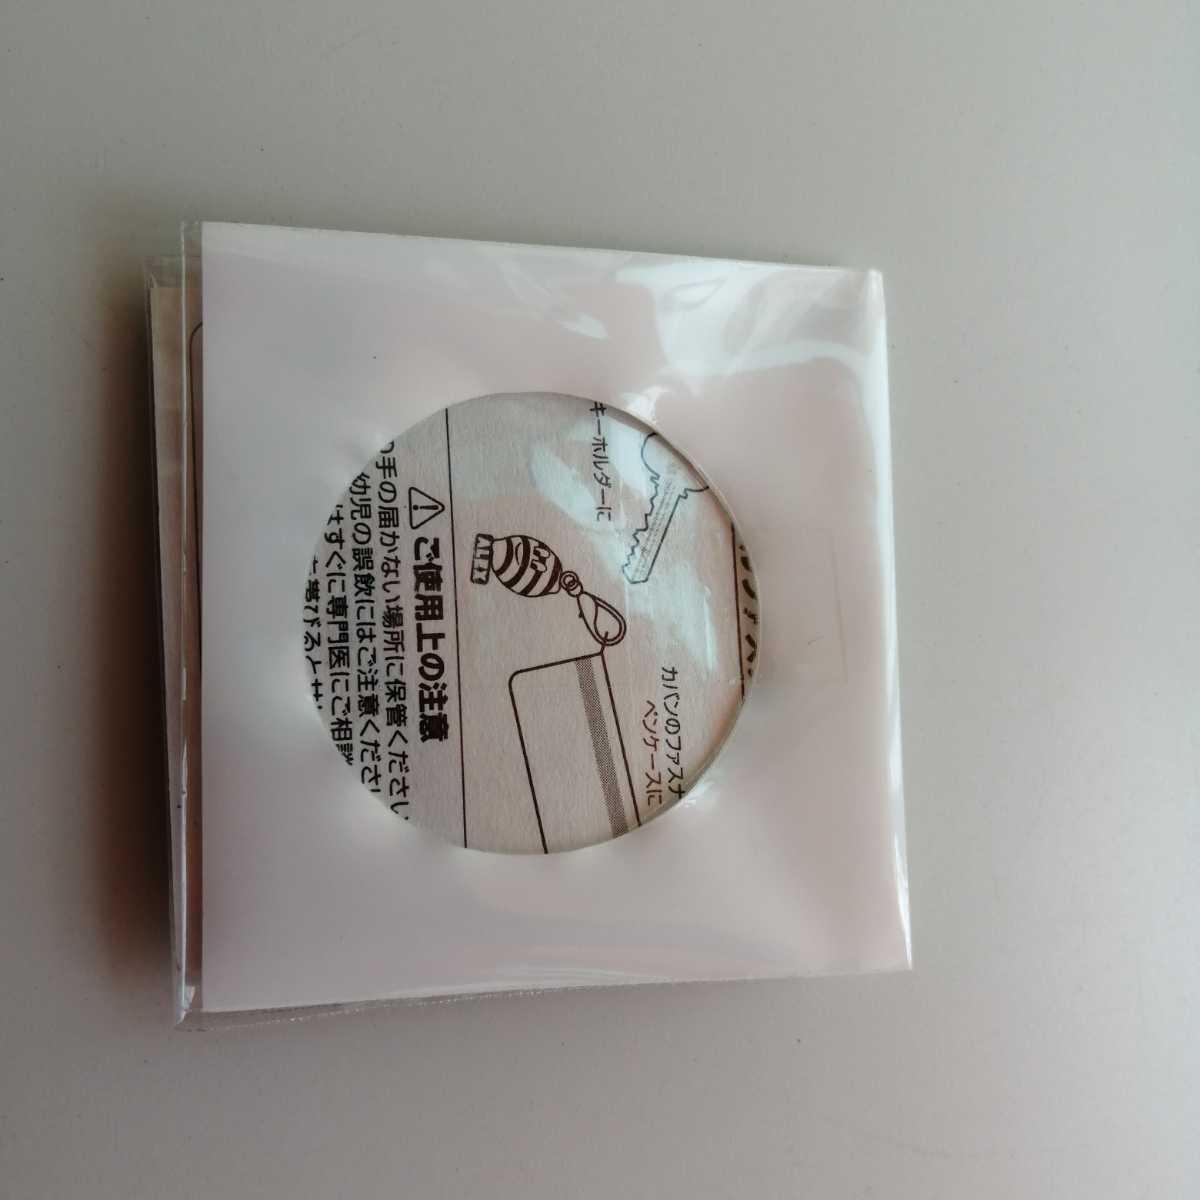 キーホルダーに
カバンのファスナ
ペンケースに
ご使用上の注意
の手の届かない場所に保管ください
幼児の誤飲にはご注意くださ
はすぐに専門医にご相談